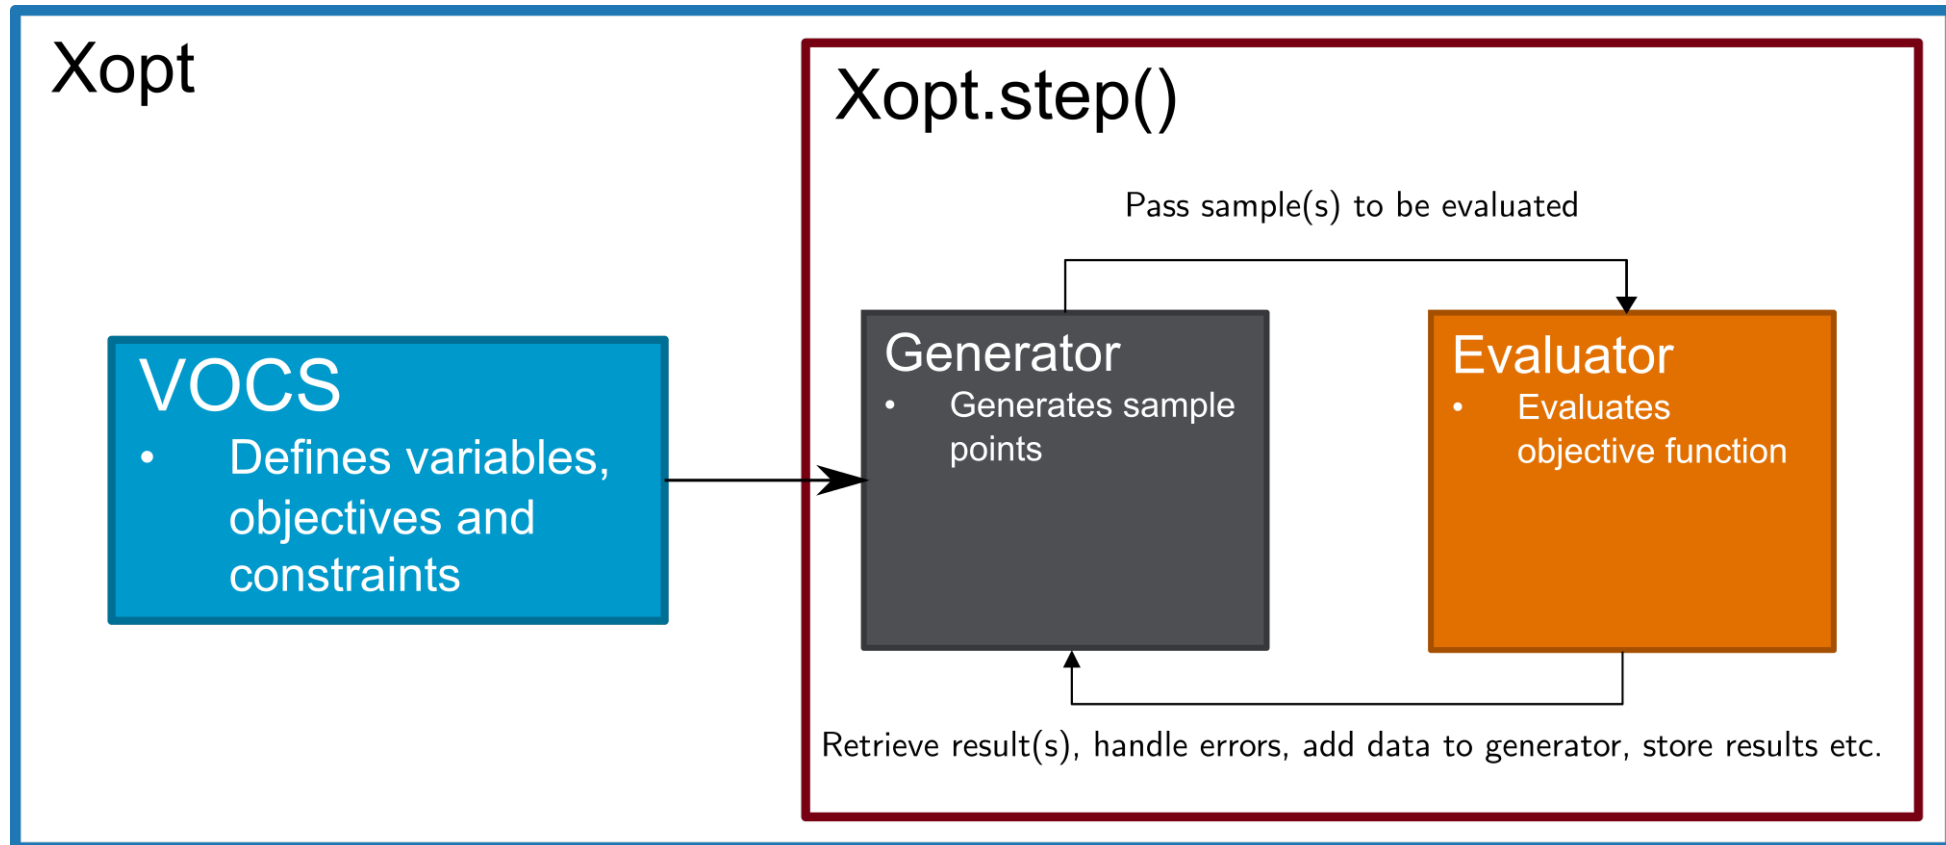 Xopt
Xopt.step()
Pass sample(s) to be evaluated
VOCS
• Defines variables,
objectives and
constraints
Generator
• Generates sample
points
Evaluator
• Evaluates
objective function
Retrieve result(s), handle errors, add data to generator, store results etc.